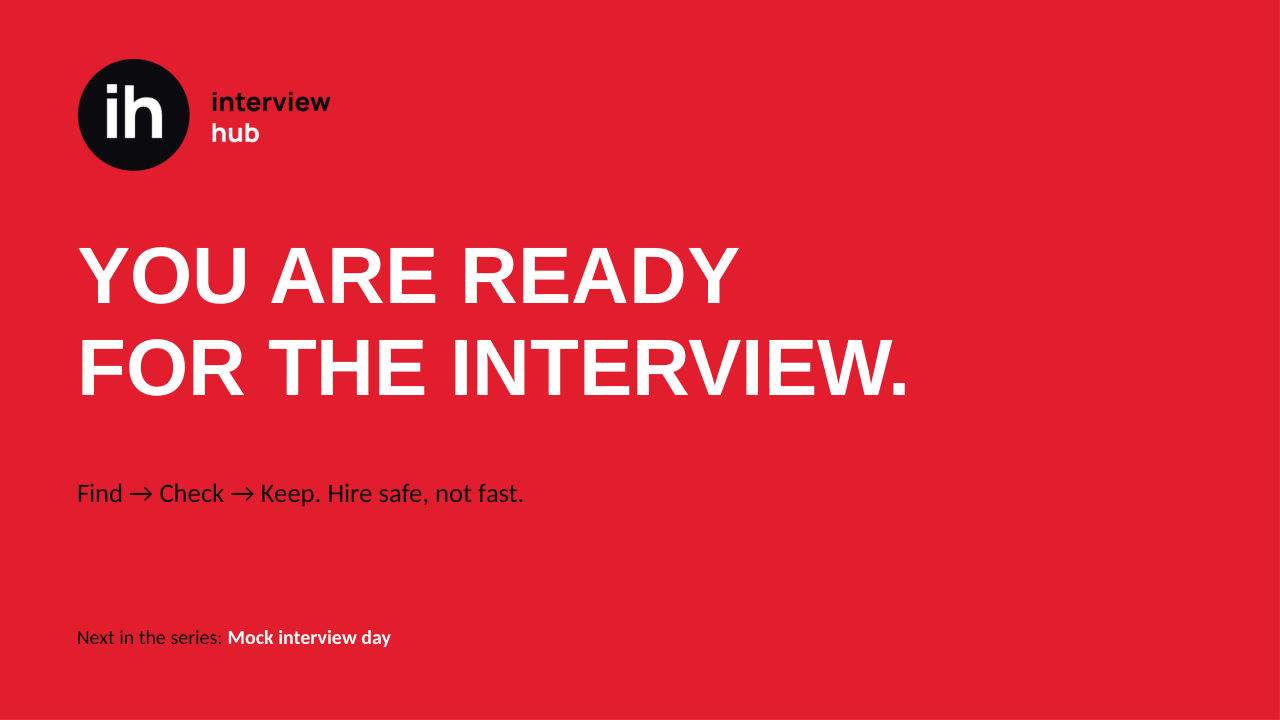 ih
interview
hub
YOU ARE READY
FOR THE INTERVIEW.
Find → Check → Keep. Hire safe, not fast.
Next in the series: Mock interview day